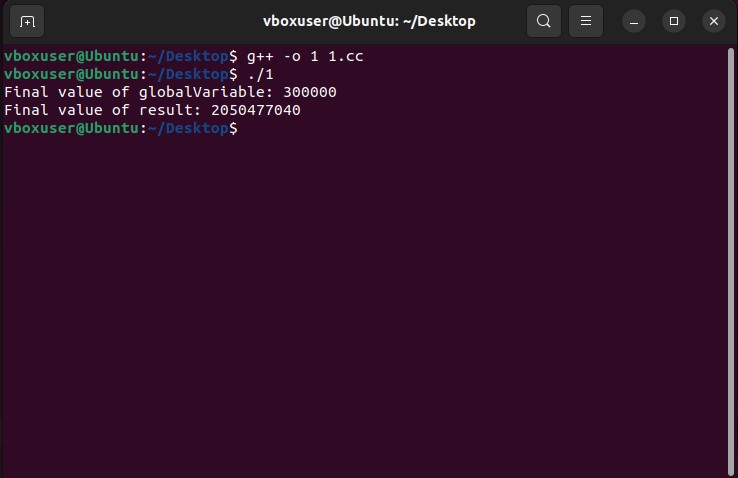 vboxuser@Ubuntu: ~/Desktop
vboxuser@Ubuntu:~/Desktop$ g++ -o 1 1.cc
vboxuser@Ubuntu:~/Desktop$ ./1
Final value of globalVariable: 300000
Final value of result: 2050477040
vboxuser@Ubuntu:~/Desktop$